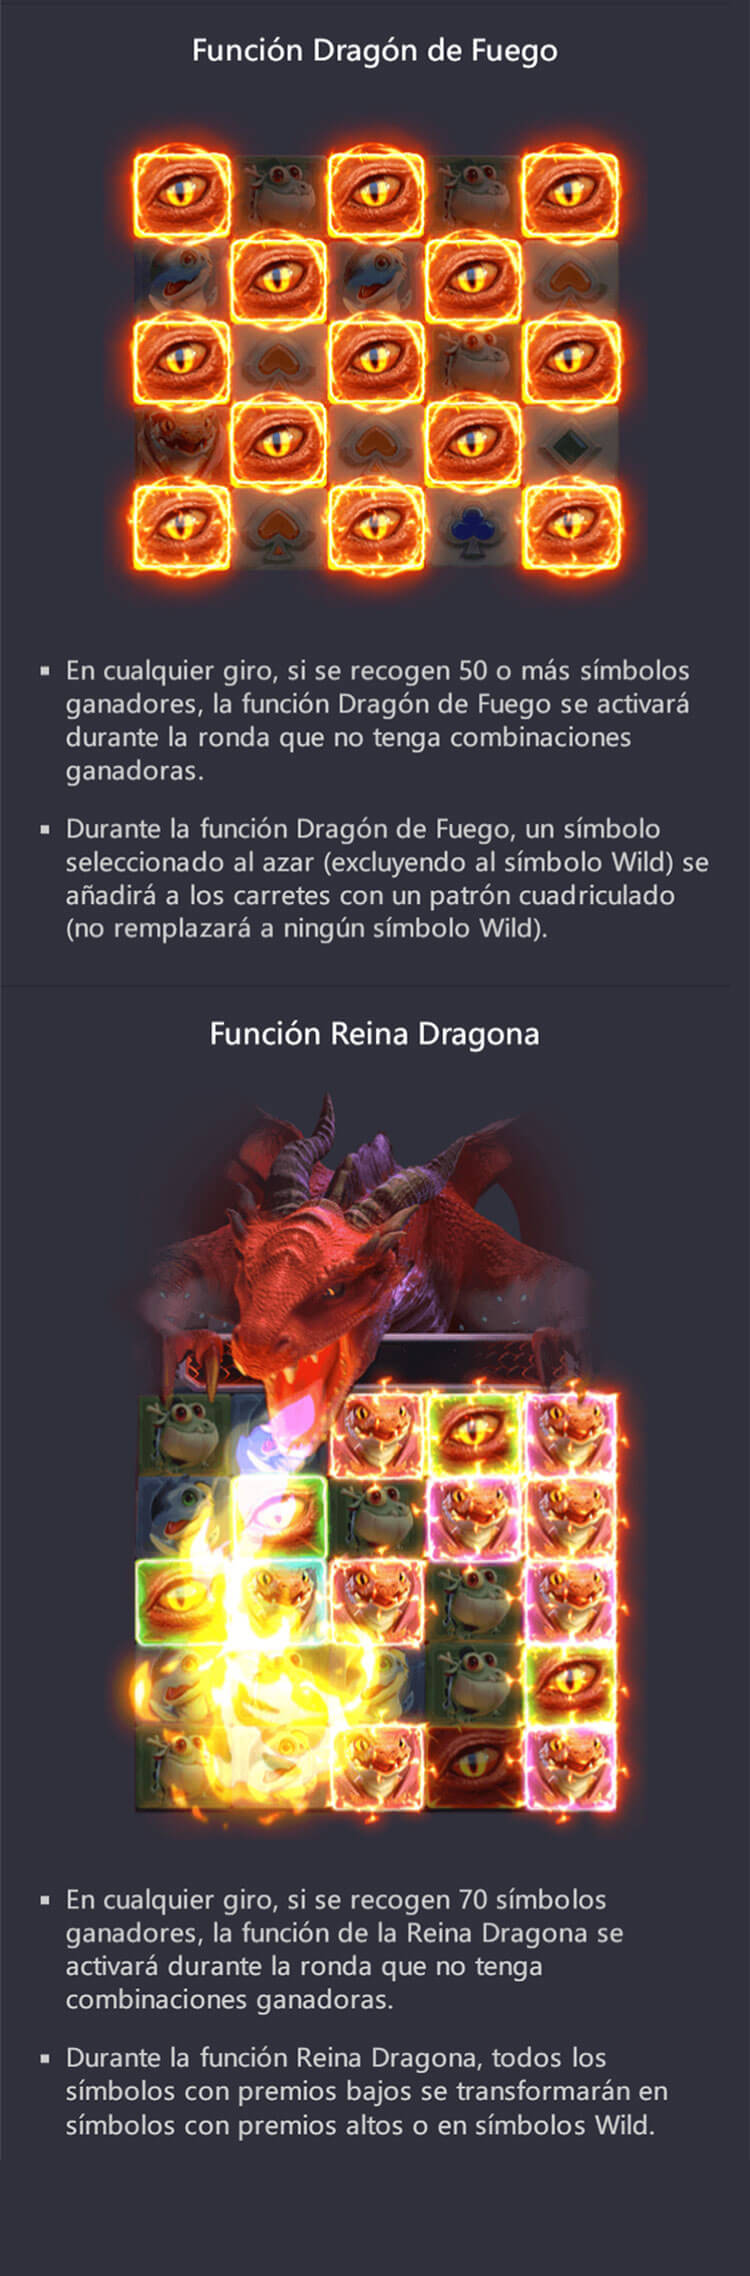 Función Dragón de Fuego
▪ En cualquier giro, si se recogen 50 o más símbolos
ganadores, la función Dragón de Fuego se activará
durante la ronda que no tenga combinaciones
ganadoras.
▪ Durante la función Dragón de Fuego, un símbolo
seleccionado al azar (excluyendo al símbolo Wild) se
añadirá a los carretes con un patrón cuadriculado
(no remplazará a ningún símbolo Wild).
Función Reina Dragona
▪ En cualquier giro, si se recogen 70 símbolos
ganadores, la función de la Reina Dragona se
activará durante la ronda que no tenga
combinaciones ganadoras.
▪ Durante la función Reina Dragona, todos los
símbolos con premios bajos se transformarán en
símbolos con premios altos o en símbolos Wild.